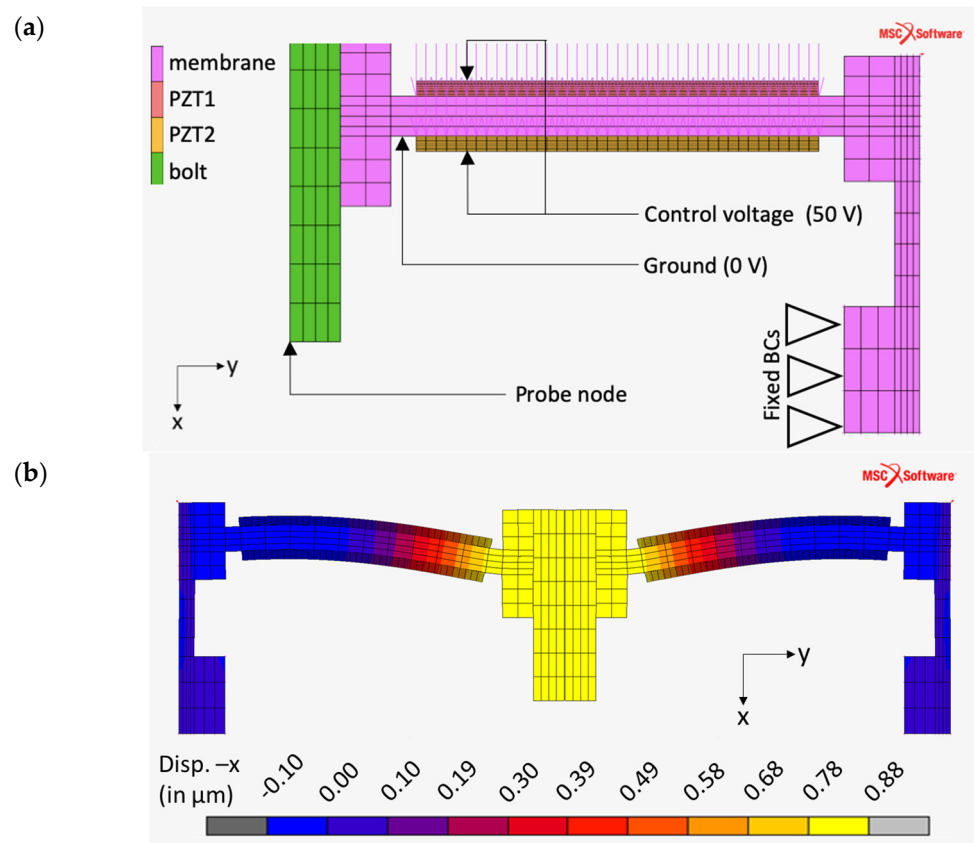 (a)
MSC Software
membrane
PZT1
PZT2
bolt
Control voltage (50 V)
Ground (0 V)
Fixed BCs
y
x
Probe node
(b)
MSC Software
y
x
Disp. –x
(in μm)
-0.10 0.00 0.10 0.19 0.30 0.39 0.49 0.58 0.68 0.78 0.88